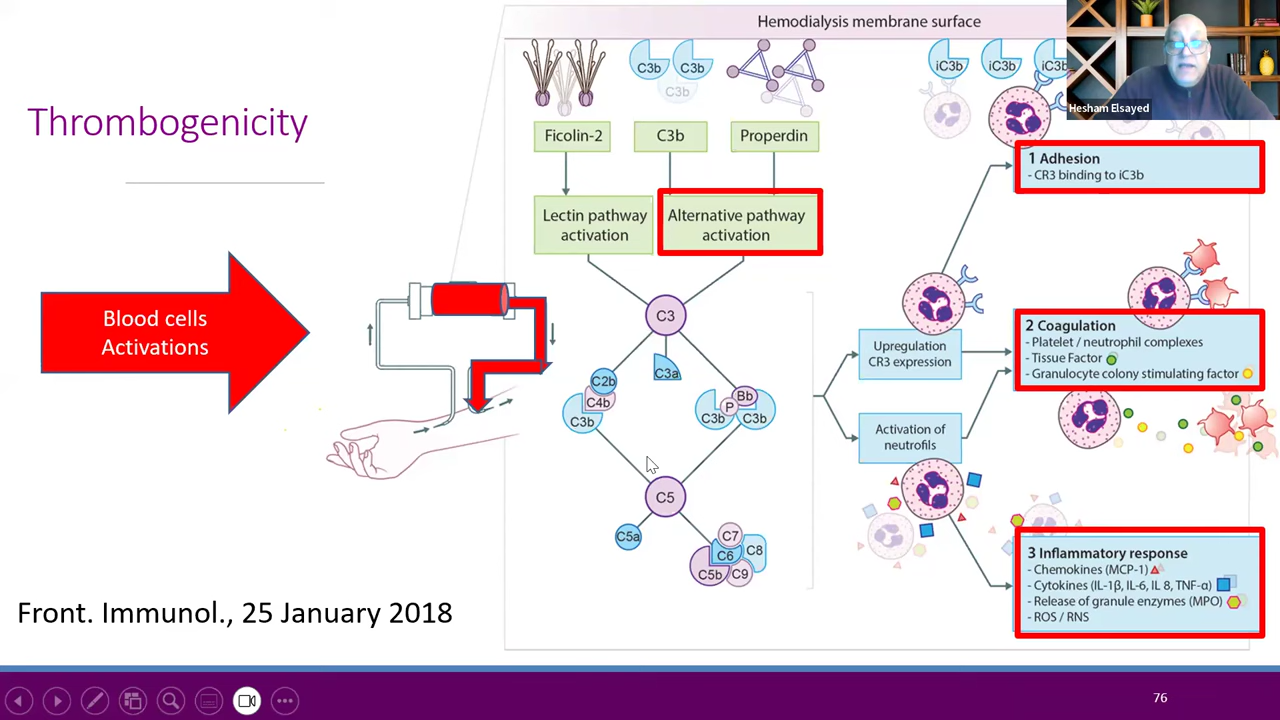 Hemodialysis membrane surface
Hesham Elsayed
Thrombogenicity
C3b
C3b
C3b
iC3b
iC3b
iC3b
Ficolin-2
C3b
Properdin
Lectin pathway
activation
Alternative pathway
activation
1 Adhesion
- CR3 binding to iC3b
Blood cells
Activations
C3
C3a
C2b
C4b
C3b
C3b
P
Bb
C3b
C5
C5a
C7
C6
C8
C5b
C9
Upregulation
CR3 expression
Activation of
neutrofils
2 Coagulation
- Platelet / neutrophil complexes
- Tissue Factor
- Granulocyte colony stimulating factor
3 Inflammatory response
- Chemokines (MCP-1)
- Cytokines (IL-1β, IL-6, IL 8, TNF-α)
- Release of granule enzymes (MPO)
- ROS / RNS
Front. Immunol., 25 January 2018
76